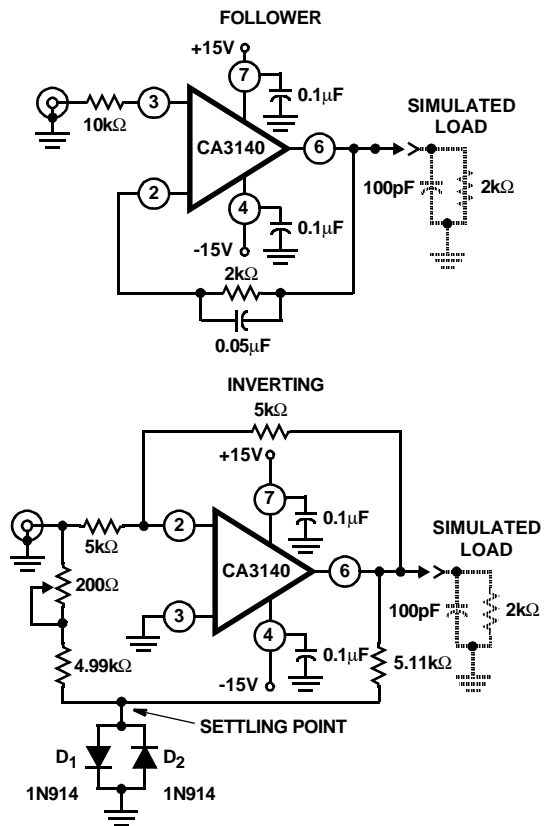 FOLLOWER
+15V
7
0.1µF
3
10kΩ
CA3140
6
SIMULATED
LOAD
100pF
2kΩ
2
4
0.1µF
-15V
2kΩ
0.05µF
INVERTING
5kΩ
+15V
7
0.1µF
5kΩ
2
CA3140
6
SIMULATED
LOAD
200Ω
3
100pF
2kΩ
4
0.1µF
4.99kΩ
5.11kΩ
-15V
SETTLING POINT
D1
D2
1N914
1N914